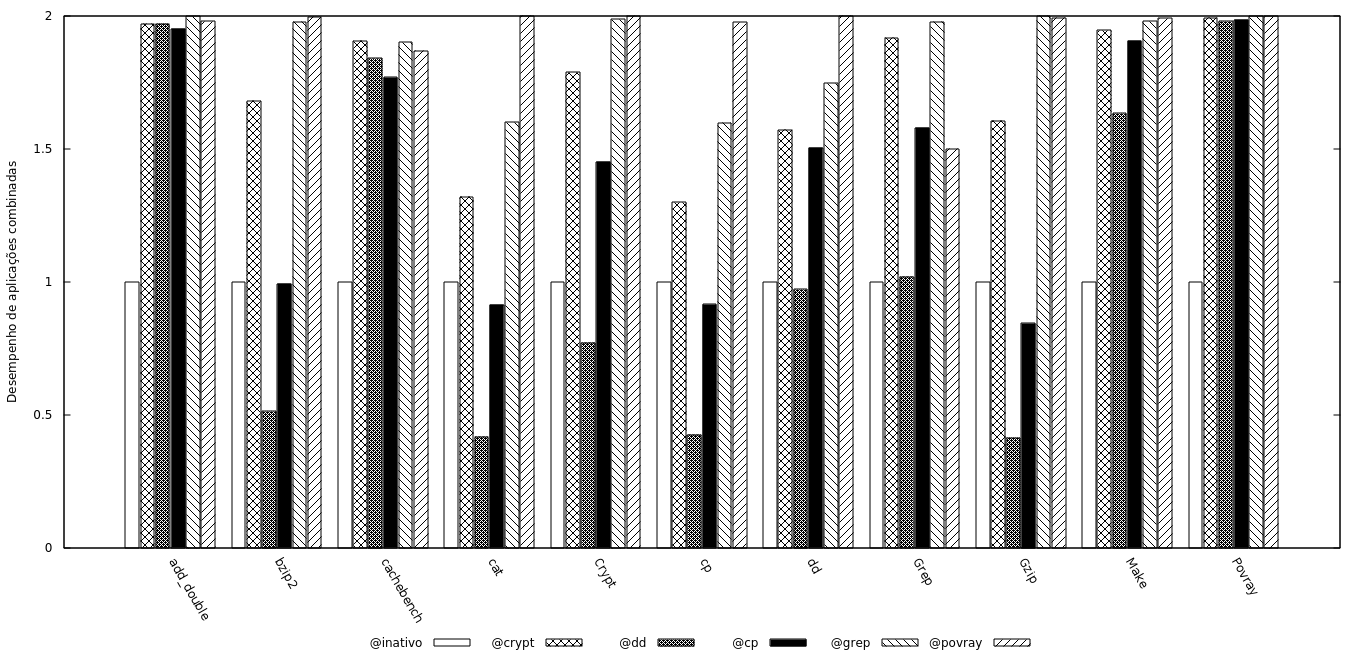 Desempenho de aplicações combinadas
2
1.5
1
0.5
0
add_double bzip2 cachebench cat Crypt cp dd Grep Gzip Make Povray
@inativo @crypt @dd @cp @grep @povray